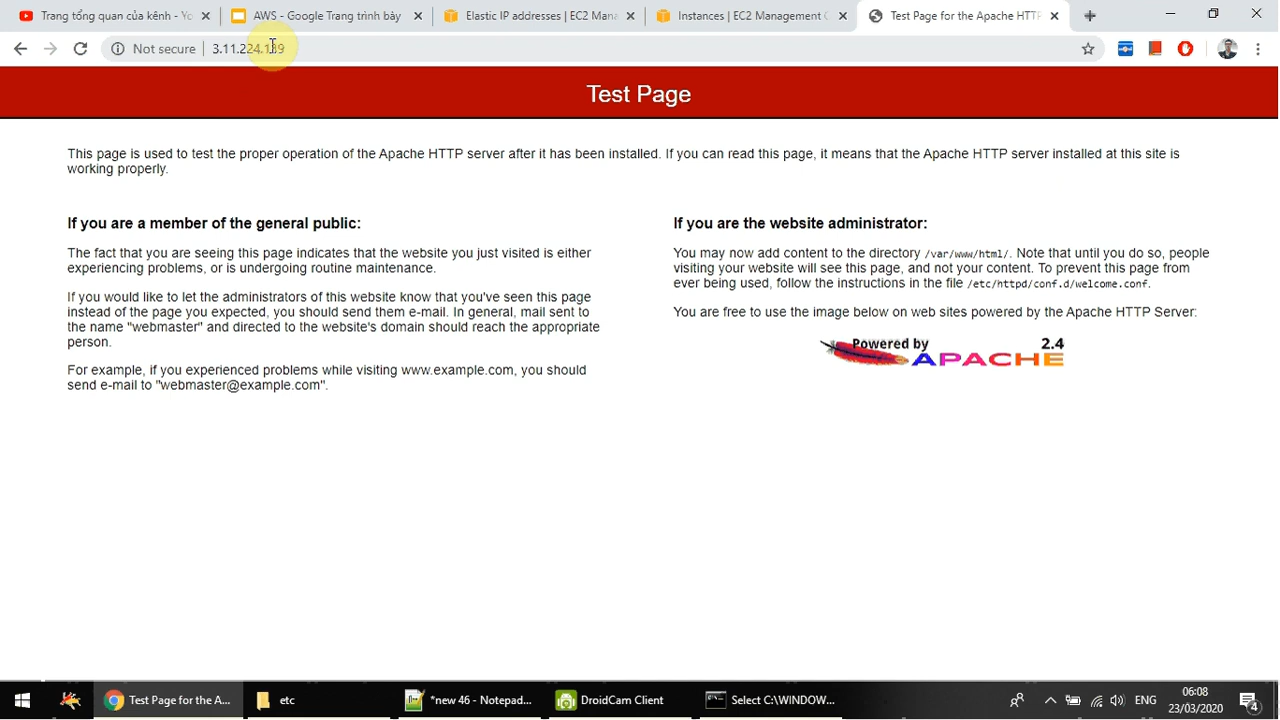 Trang tổng quan của kênh - Yo
AWS - Google Trang trình bày
Elastic IP addresses | EC2 Mana
Instances | EC2 Management C
Test Page for the Apache HTTP
Not secure
3.11.224.189
Test Page
This page is used to test the proper operation of the Apache HTTP server after it has been installed. If you can read this page, it means that the Apache HTTP server installed at this site is
working properly.
If you are a member of the general public:
The fact that you are seeing this page indicates that the website you just visited is either
experiencing problems, or is undergoing routine maintenance.
If you would like to let the administrators of this website know that you've seen this page
instead of the page you expected, you should send them e-mail. In general, mail sent to
the name "webmaster" and directed to the website's domain should reach the appropriate
person.
For example, if you experienced problems while visiting www.example.com, you should
send e-mail to "webmaster@example.com".
If you are the website administrator:
You may now add content to the directory /var/www/html/. Note that until you do so, people
visiting your website will see this page, and not your content. To prevent this page from
ever being used, follow the instructions in the file /etc/httpd/conf.d/welcome.conf.
You are free to use the image below on web sites powered by the Apache HTTP Server:
Powered by 2.4
APACHE
Test Page for the A...
etc
*new 46 - Notepad...
DroidCam Client
Select C:\WINDOW...
ENG
06:08
23/03/2020
4